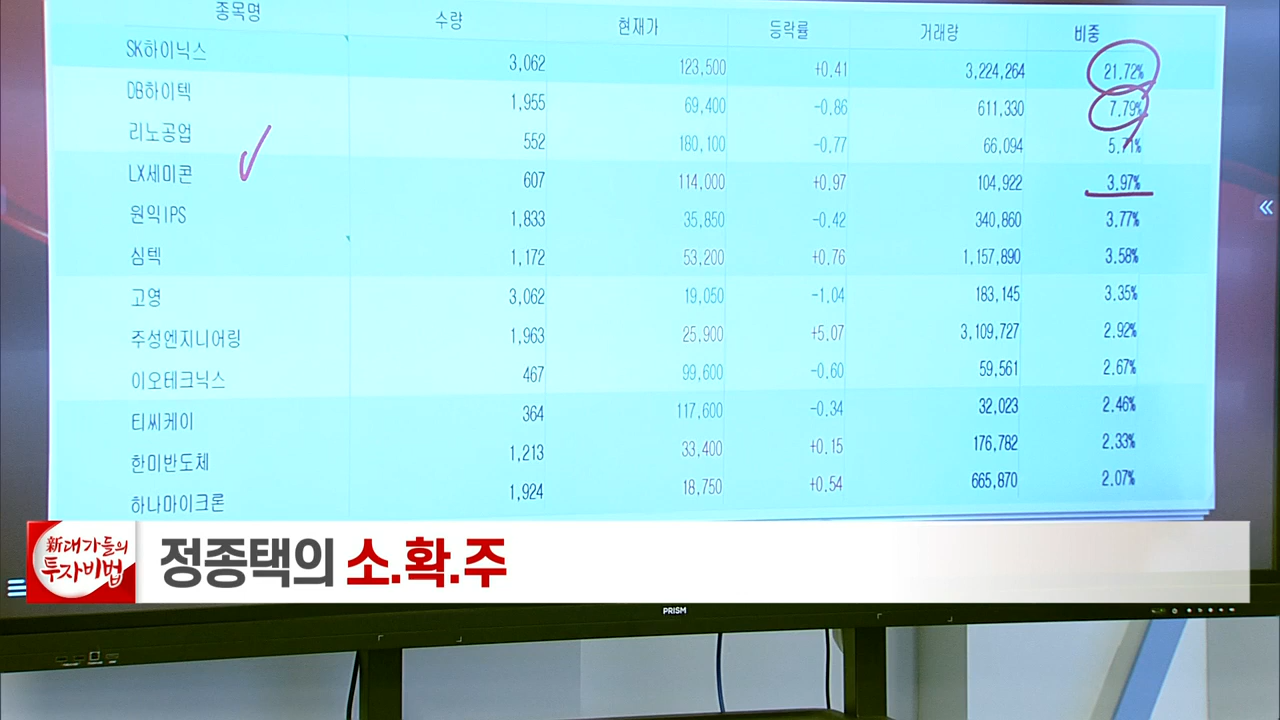 종목명 수량 현재가 등락률 거래량 비중
SK하이닉스 3,062 123,500 +0.41 3,224,264 21.72%
DB하이텍 1,955 69,400 -0.86 611,330 7.79%
리노공업 552 180,100 -0.77 66,094 5.71%
LX세미콘 607 114,000 +0.97 104,922 3.97%
원익IPS 1,833 35,850 -0.42 340,860 3.77%
심텍 1,172 53,200 +0.76 1,157,890 3.58%
고영 3,062 19,050 -1.04 183,145 3.35%
주성엔지니어링 1,963 25,900 +5.07 3,109,727 2.92%
이오테크닉스 467 99,600 -0.60 59,561 2.67%
티씨케이 364 117,600 -0.34 32,023 2.46%
한미반도체 1,213 33,400 +0.15 176,782 2.33%
하나마이크론 1,924 18,750 +0.54 665,870 2.07%
新대가들의
투자비법
정종택의 소.확.주
PRISM